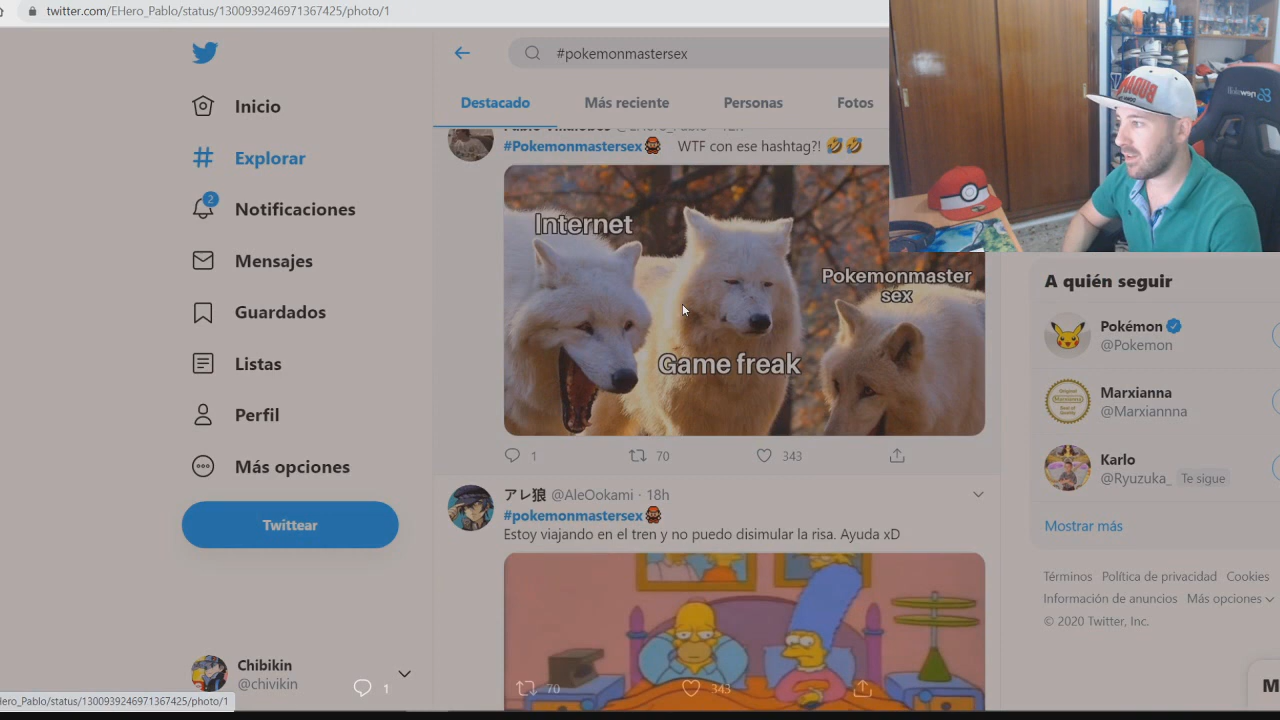 twitter.com/EHero_Pablo/status/1300939246971367425/photo/1
#pokemonmastersex
Inicio
Explorar
2
Notificaciones
Mensajes
Guardados
Listas
Perfil
Más opciones
Twittear
Chibikin
@chivikin
Destacado
Más reciente
Personas
Fotos
#Pokemonmastersex WTF con ese hashtag?!
Internet
Pokemonmaster
sex
Game freak
1 70 343
アレ狼 @AleOokami · 18h
#pokemonmastersex
Estoy viajando en el tren y no puedo disimular la risa. Ayuda xD
1 70 343
A quién seguir
Pokémon
@Pokemon
Marxianna
@Marxiannna
Karlo
@Ryuzuka_ Te sigue
Mostrar más
Términos Política de privacidad Cookies
Información de anuncios Más opciones
© 2020 Twitter, Inc.
Hero_Pablo/status/1300939246971367425/photo/1